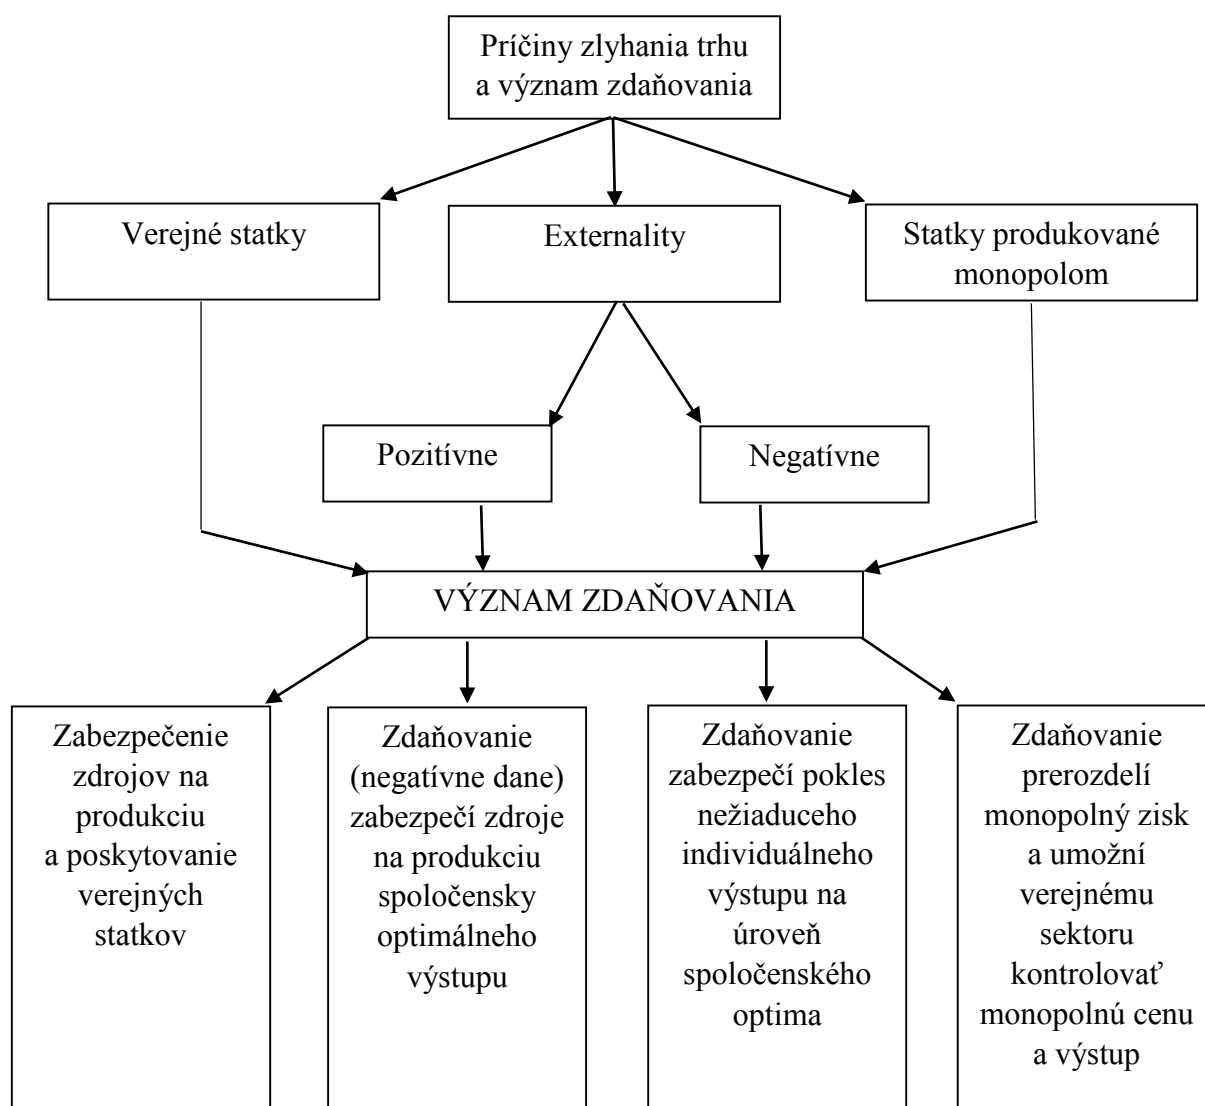 Príčiny zlyhania trhu
a význam zdaňovania
Verejné statky
Externality
Statky produkované
monopolom
Pozitívne
Negatívne
VÝZNAM ZDAŇOVANIA
Zabezpečenie
zdrojov na
produkciu
a poskytovanie
verejných
statkov
Zdaňovanie
(negatívne dane)
zabezpečí zdroje
na produkciu
spoločensky
optimálneho
výstupu
Zdaňovanie
zabezpečí pokles
nežiaduceho
individuálneho
výstupu na
úroveň
spoločenského
optima
Zdaňovanie
prerozdelí
monopolný zisk
a umožní
verejnému
sektoru
kontrolovať
monopolnú cenu
a výstup